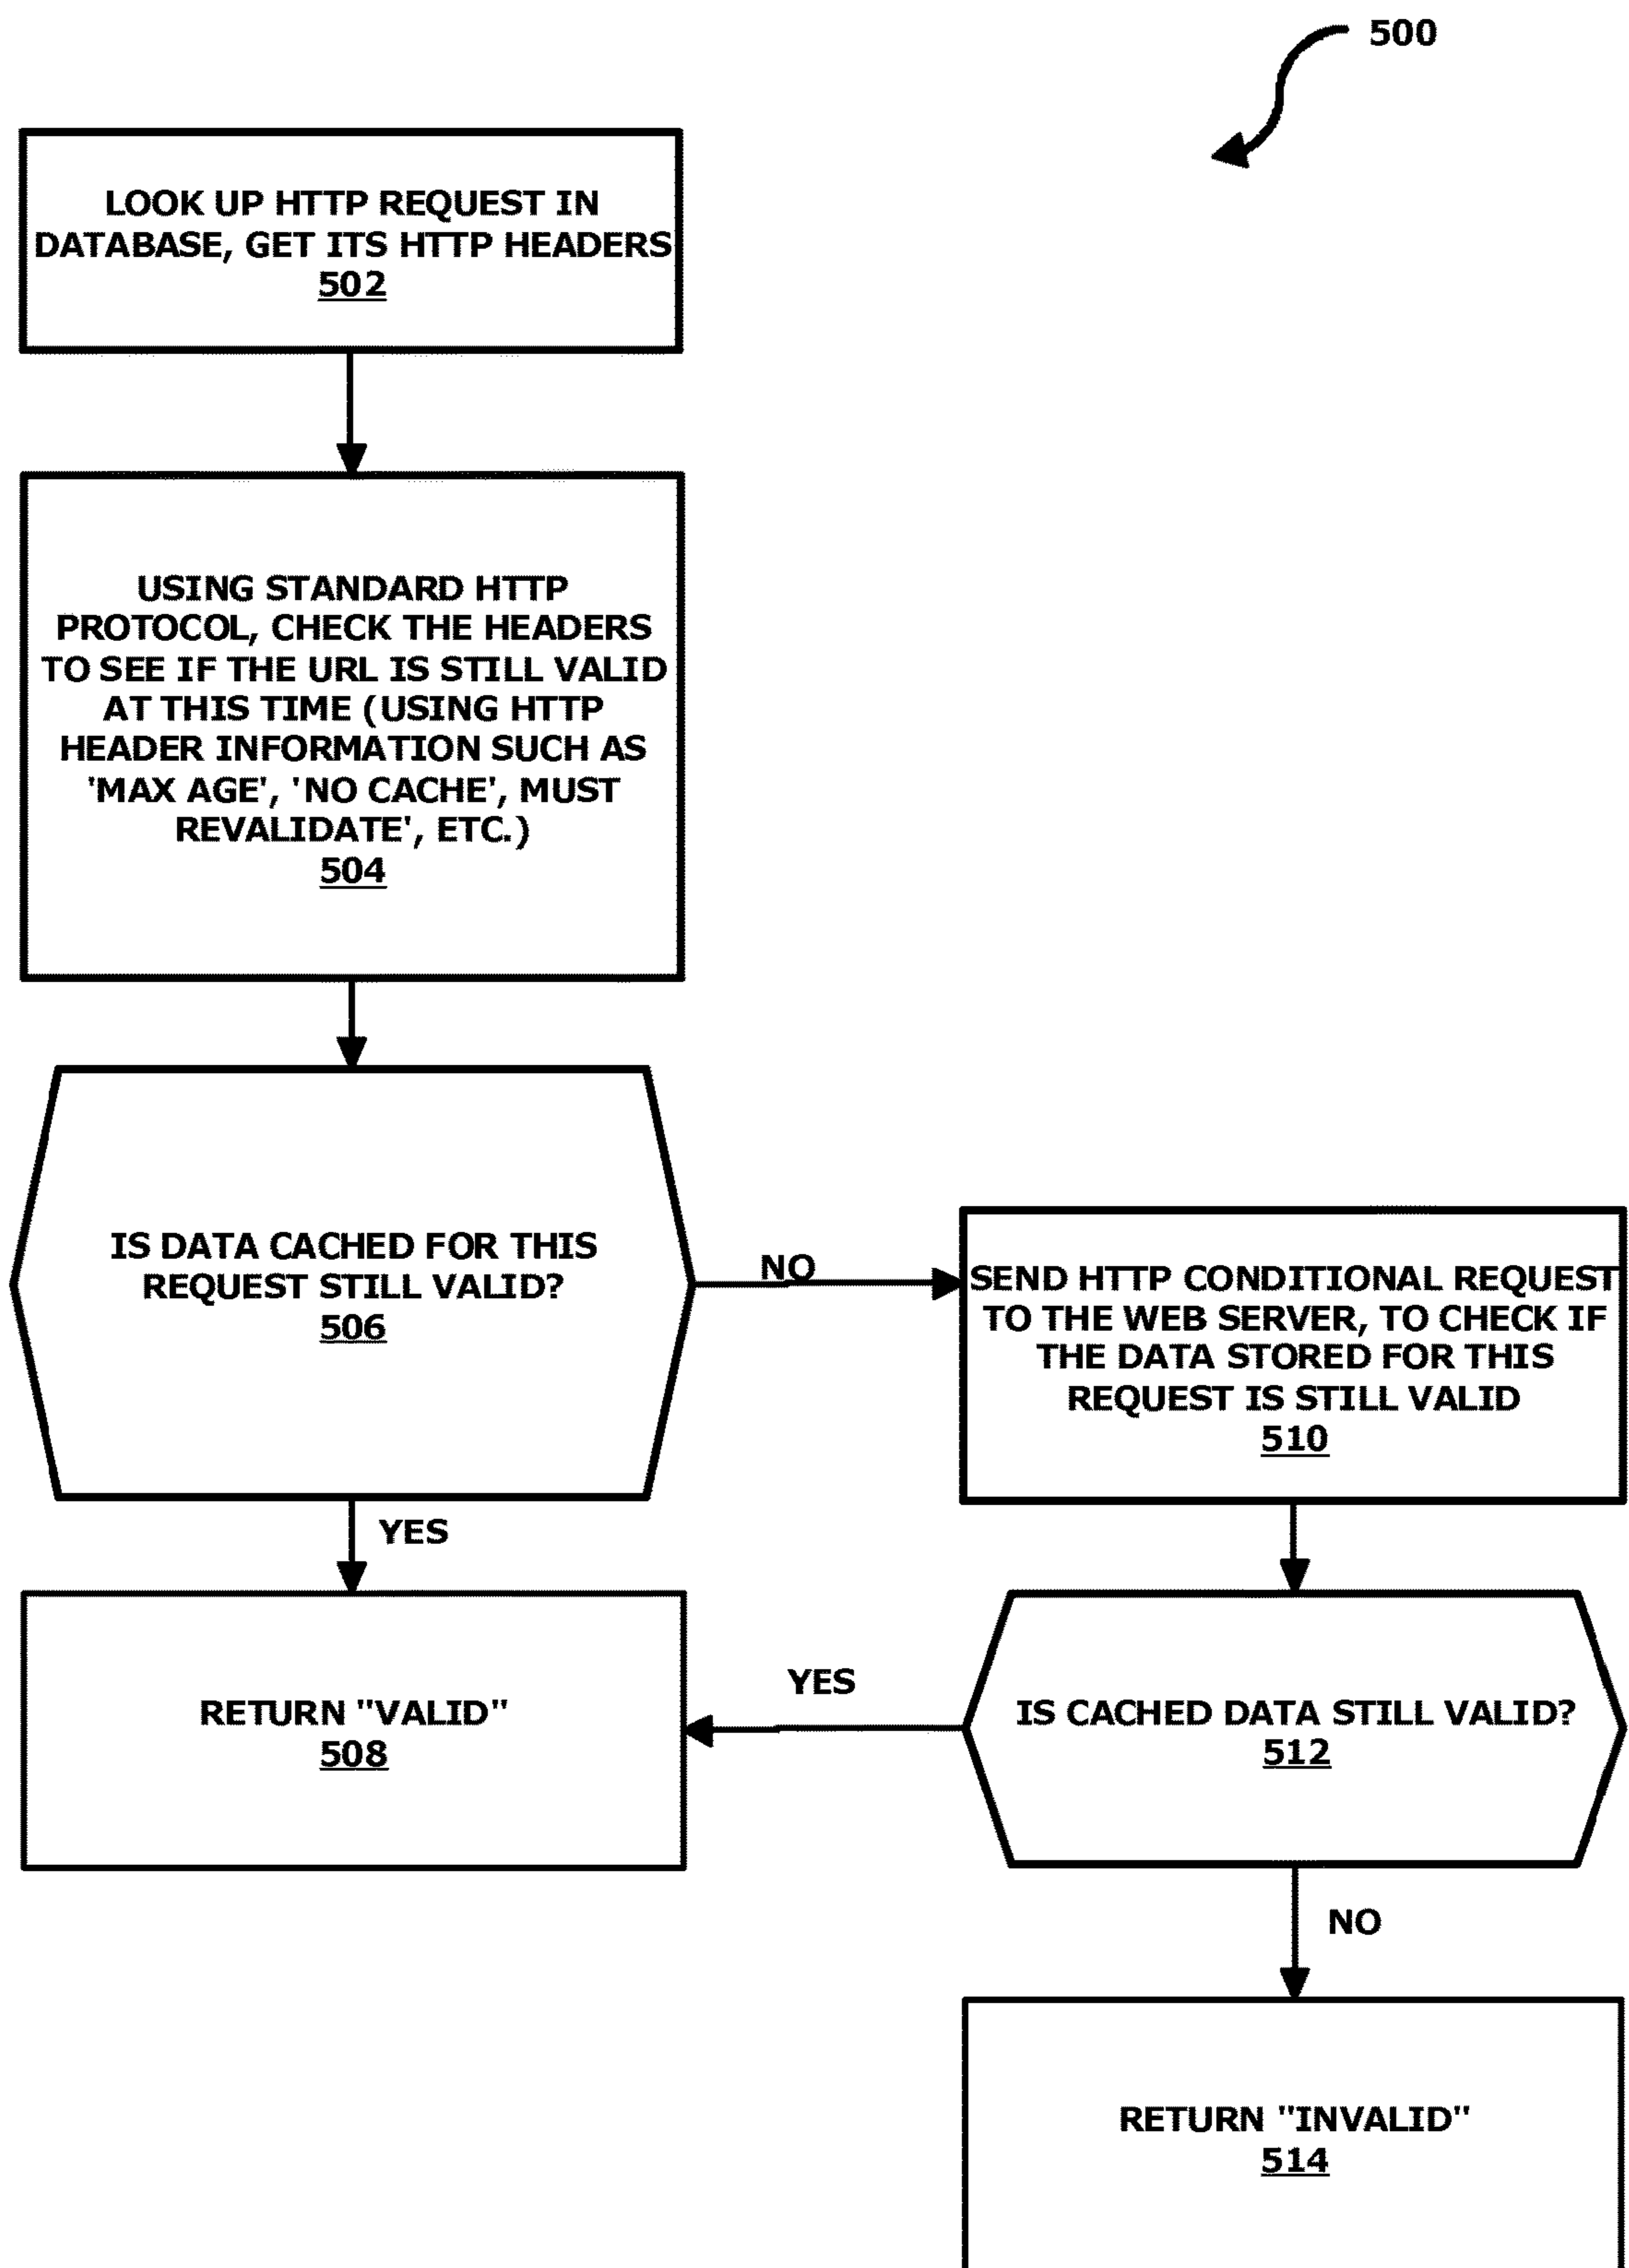 500
LOOK UP HTTP REQUEST IN
DATABASE, GET ITS HTTP HEADERS
502
USING STANDARD HTTP
PROTOCOL, CHECK THE HEADERS
TO SEE IF THE URL IS STILL VALID
AT THIS TIME (USING HTTP
HEADER INFORMATION SUCH AS
'MAX AGE', 'NO CACHE', MUST
REVALIDATE', ETC.)
504
IS DATA CACHED FOR THIS
REQUEST STILL VALID?
506
NO
SEND HTTP CONDITIONAL REQUEST
TO THE WEB SERVER, TO CHECK IF
THE DATA STORED FOR THIS
REQUEST IS STILL VALID
510
YES
RETURN "VALID"
508
YES
IS CACHED DATA STILL VALID?
512
NO
RETURN "INVALID"
514